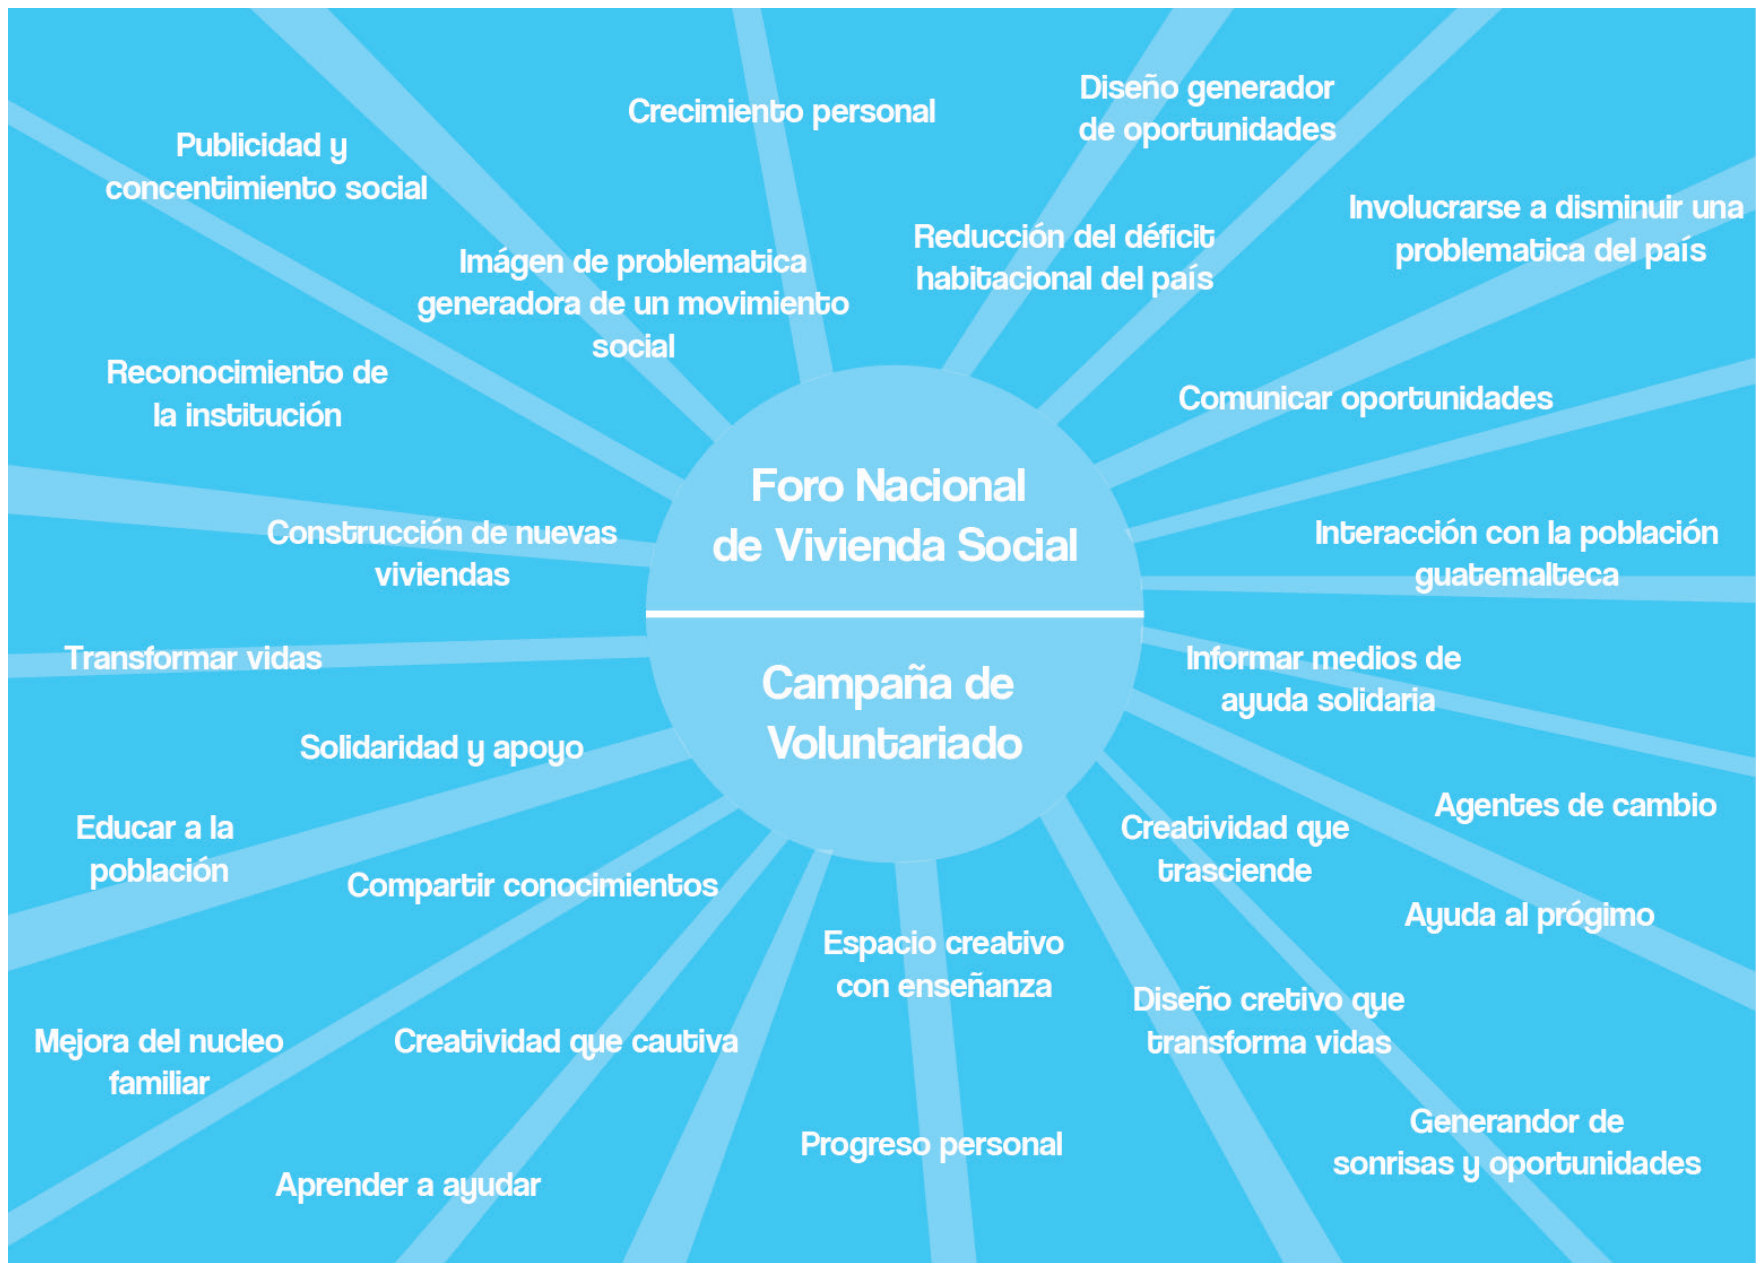 Crecimiento personal
Diseño generador
de oportunidades
Publicidad y
concentimiento social
Involucrarse a disminuir una
problematica del país
Reducción del déficit
habitacional del país
Imágen de problematica
generadora de un movimiento
social
Reconocimiento de
la institución
Comunicar oportunidades
Foro Nacional
de Vivienda Social
Construcción de nuevas
viviendas
Interacción con la población
guatemalteca
Transformar vidas
Informar medios de
ayuda solidaria
Campaña de
Voluntariado
Solidaridad y apoyo
Agentes de cambio
Educar a la
población
Creatividad que
trasciende
Compartir conocimientos
Ayuda al prógimo
Espacio creativo
con enseñanza
Diseño cretivo que
transforma vidas
Mejora del nucleo
familiar
Creatividad que cautiva
Generandor de
sonrisas y oportunidades
Progreso personal
Aprender a ayudar